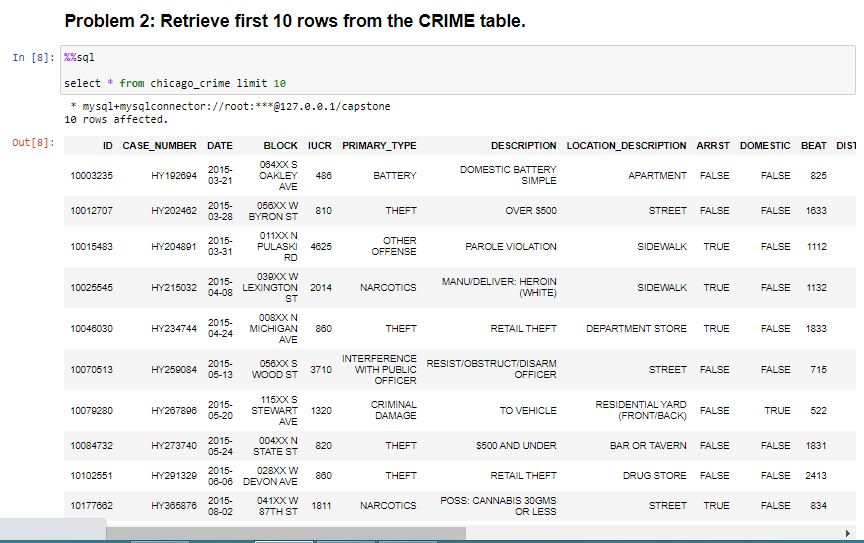 Problem 2: Retrieve first 10 rows from the CRIME table.
In [8]: %%sql
select * from chicago_crime limit 10
* mysql+mysqlconnector://root:***@127.0.0.1/capstone
10 rows affected.
Out[8]: ID CASE_NUMBER DATE BLOCK IUCR PRIMARY_TYPE DESCRIPTION LOCATION_DESCRIPTION ARRST DOMESTIC BEAT DIST
10003235 HY192694 2015-03-21 064XX S OAKLEY AVE 486 BATTERY DOMESTIC BATTERY SIMPLE APARTMENT FALSE FALSE 825
10012707 HY202462 2015-03-28 056XX W BYRON ST 810 THEFT OVER $500 STREET FALSE FALSE 1633
10015483 HY204891 2015-03-31 011XX N PULASKI RD 4625 OTHER OFFENSE PAROLE VIOLATION SIDEWALK TRUE FALSE 1112
10025545 HY215032 2015-04-08 039XX W LEXINGTON ST 2014 NARCOTICS MANU/DELIVER: HEROIN (WHITE) SIDEWALK TRUE FALSE 1132
10046030 HY234744 2015-04-24 008XX N MICHIGAN AVE 860 THEFT RETAIL THEFT DEPARTMENT STORE TRUE FALSE 1833
10070513 HY259084 2015-05-13 056XX S WOOD ST 3710 INTERFERENCE WITH PUBLIC OFFICER RESIST/OBSTRUCT/DISARM OFFICER STREET FALSE FALSE 715
10079280 HY267896 2015-05-20 115XX S STEWART AVE 1320 CRIMINAL DAMAGE TO VEHICLE RESIDENTIAL YARD (FRONT/BACK) FALSE TRUE 522
10084732 HY273740 2015-05-24 004XX N STATE ST 820 THEFT $500 AND UNDER BAR OR TAVERN FALSE FALSE 1831
10102551 HY291329 2015-06-06 028XX W DEVON AVE 860 THEFT RETAIL THEFT DRUG STORE FALSE FALSE 2413
10177662 HY365876 2015-08-02 041XX W 87TH ST 1811 NARCOTICS POSS: CANNABIS 30GMS OR LESS STREET TRUE FALSE 834